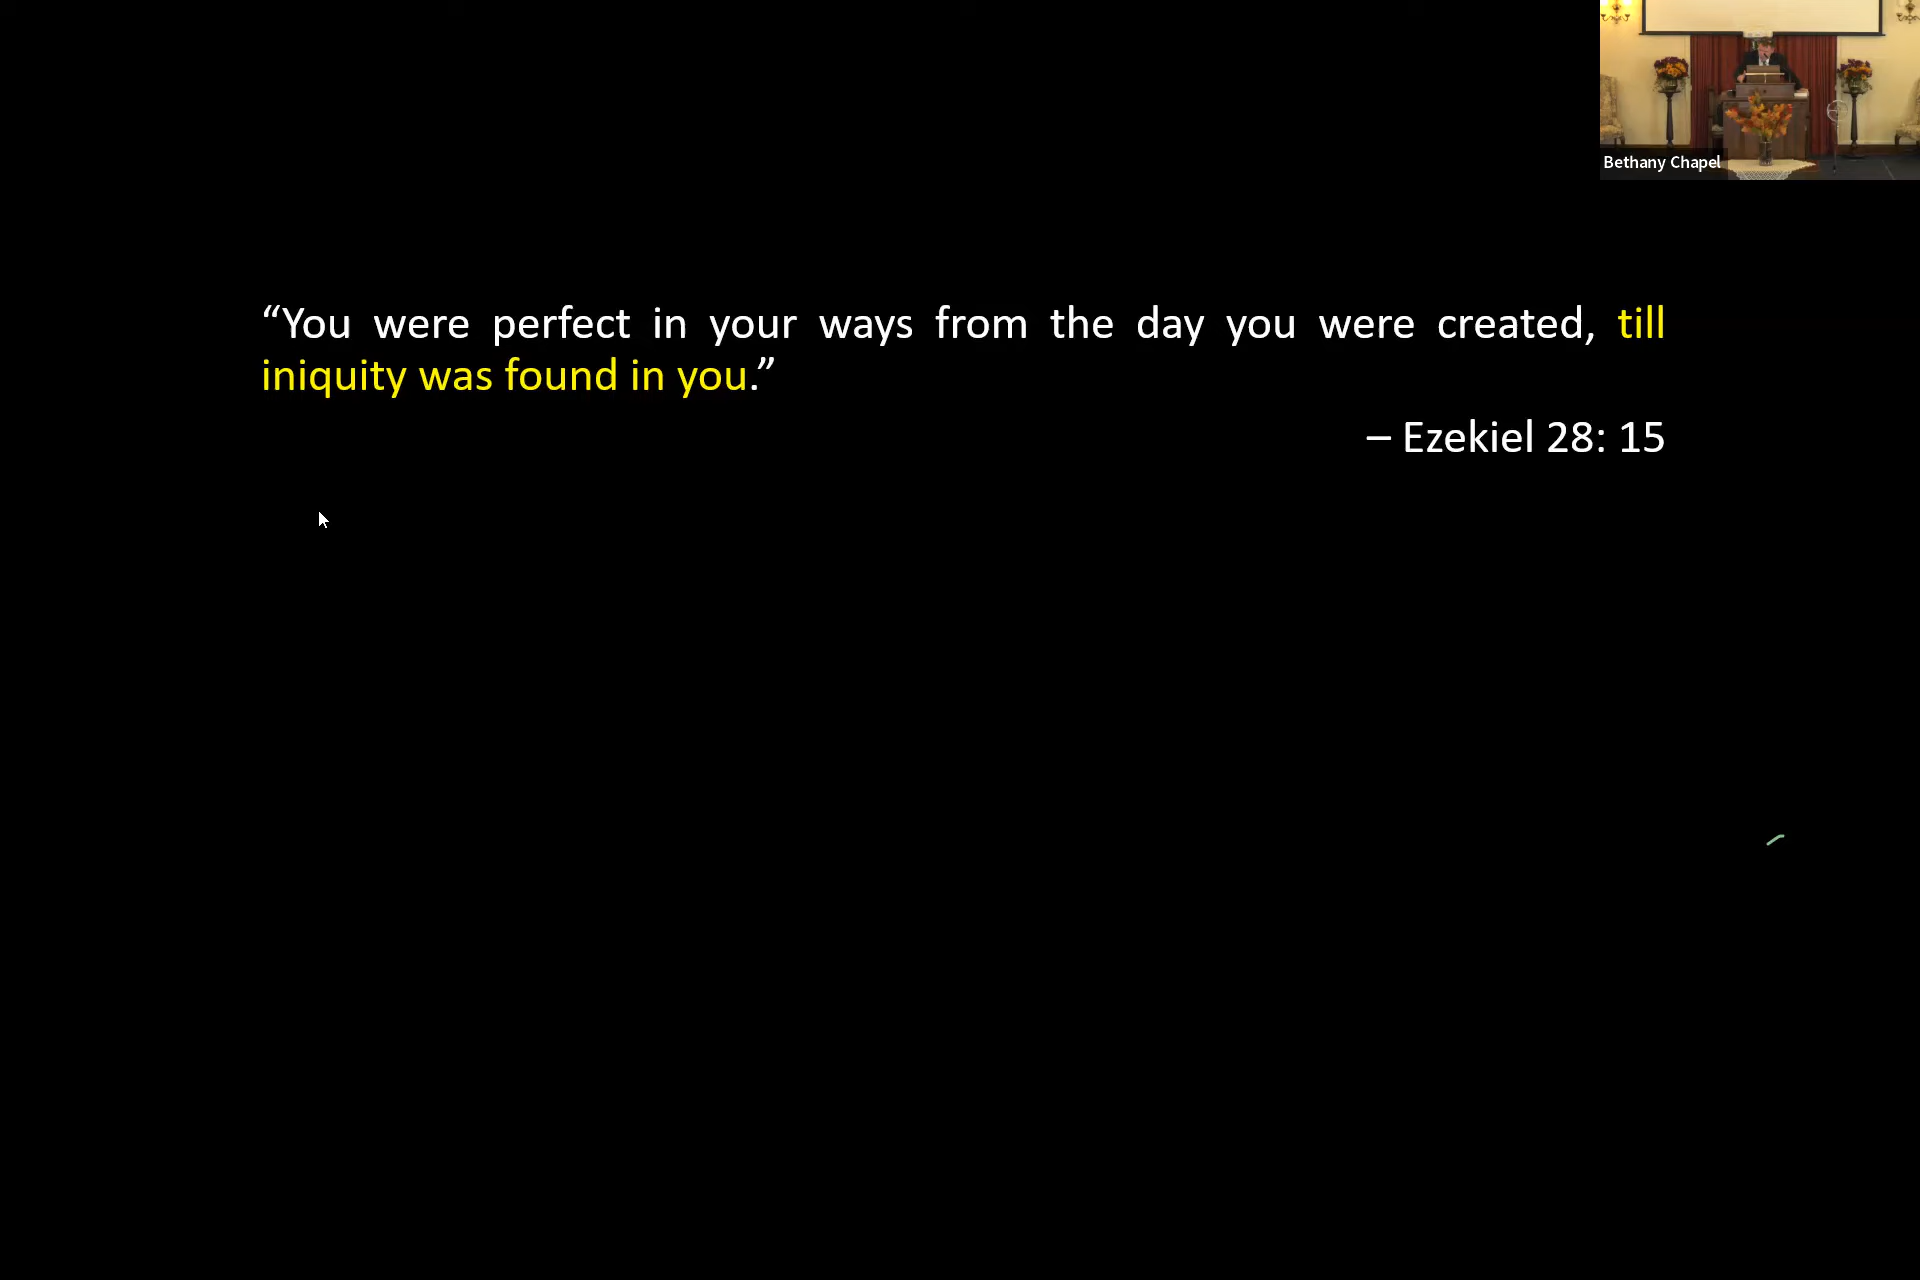 Bethany Chapel
“You were perfect in your ways from the day you were created, till
iniquity was found in you.”
– Ezekiel 28: 15